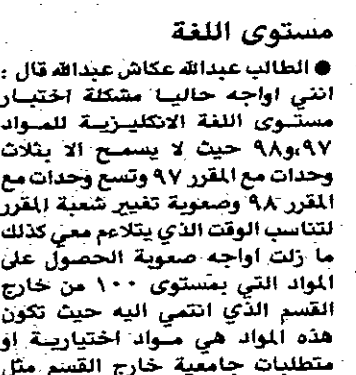 مستوى اللغة
● الطالب عبدالله عكاش عبدالله قال :
انني اواجه حاليا مشكلة اختبار
مستوى اللغة الانكليزية للمواد
٩٧،و٩٨ حيث لا يسمح الا بثلاث
وحدات مع المقرر ٩٧ وتسع وحدات مع
المقرر ٩٨ وصعوبة تغيير شعبة المقرر
لتناسب الوقت الذي يتلاءم معي كذلك
ما زلت اواجه صعوبة الحصول على
المواد التي بمستوى ١٠٠ من خارج
القسم الذي انتمي اليه حيث تكون
هذه المواد هي مواد اختيارية او
متطلبات جامعية خارج القسم مثل